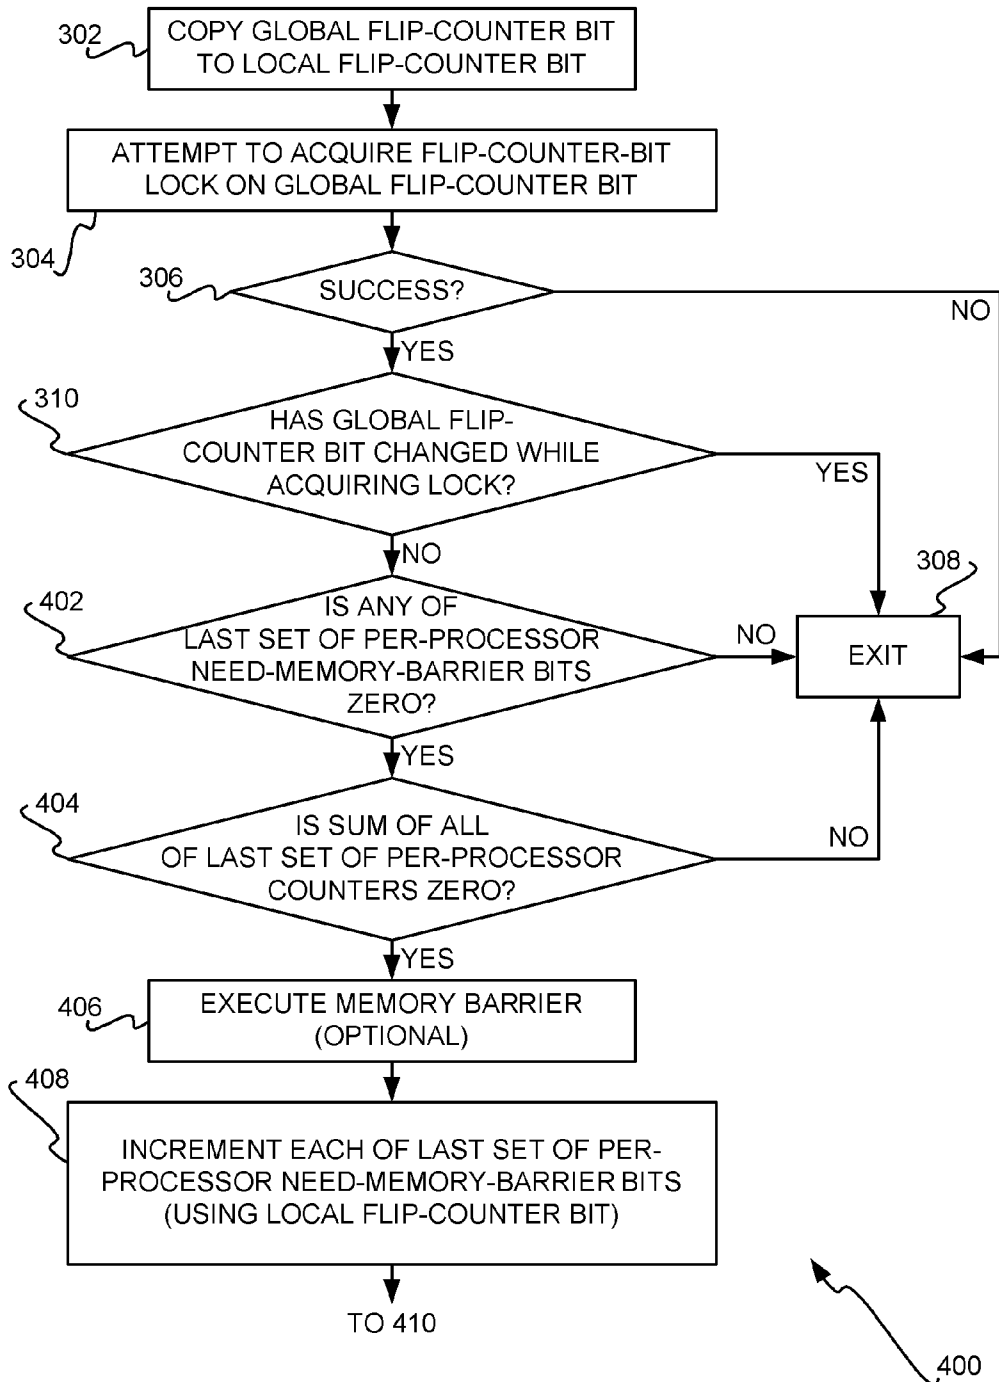 302
COPY GLOBAL FLIP-COUNTER BIT
TO LOCAL FLIP-COUNTER BIT
ATTEMPT TO ACQUIRE FLIP-COUNTER-BIT
LOCK ON GLOBAL FLIP-COUNTER BIT
304
306
SUCCESS?
NO
YES
310
HAS GLOBAL FLIP-
COUNTER BIT CHANGED WHILE
ACQUIRING LOCK?
YES
NO
308
402
IS ANY OF
LAST SET OF PER-PROCESSOR
NEED-MEMORY-BARRIER BITS
ZERO?
NO
EXIT
YES
404
IS SUM OF ALL
OF LAST SET OF PER-PROCESSOR
COUNTERS ZERO?
NO
YES
406
EXECUTE MEMORY BARRIER
(OPTIONAL)
408
INCREMENT EACH OF LAST SET OF PER-
PROCESSOR NEED-MEMORY-BARRIER BITS
(USING LOCAL FLIP-COUNTER BIT)
TO 410
400